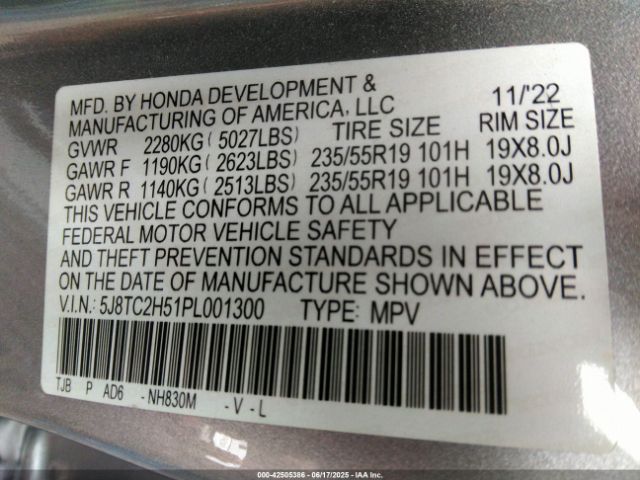 MFD. BY HONDA DEVELOPMENT & 11/'22
MANUFACTURING OF AMERICA, LLC
GVWR 2280KG(5027LBS) TIRE SIZE RIM SIZE
GAWR F 1190KG(2623LBS) 235/55R19 101H 19X8.0J
GAWR R 1140KG(2513LBS) 235/55R19 101H 19X8.0J
THIS VEHICLE CONFORMS TO ALL APPLICABLE
FEDERAL MOTOR VEHICLE SAFETY
AND THEFT PREVENTION STANDARDS IN EFFECT
ON THE DATE OF MANUFACTURE SHOWN ABOVE.
V.I.N.: 5J8TC2H51PL001300 TYPE: MPV
TJB P AD6 -NH830M -V-L
000-42505386 | 06/17/2025 | IAA Inc.